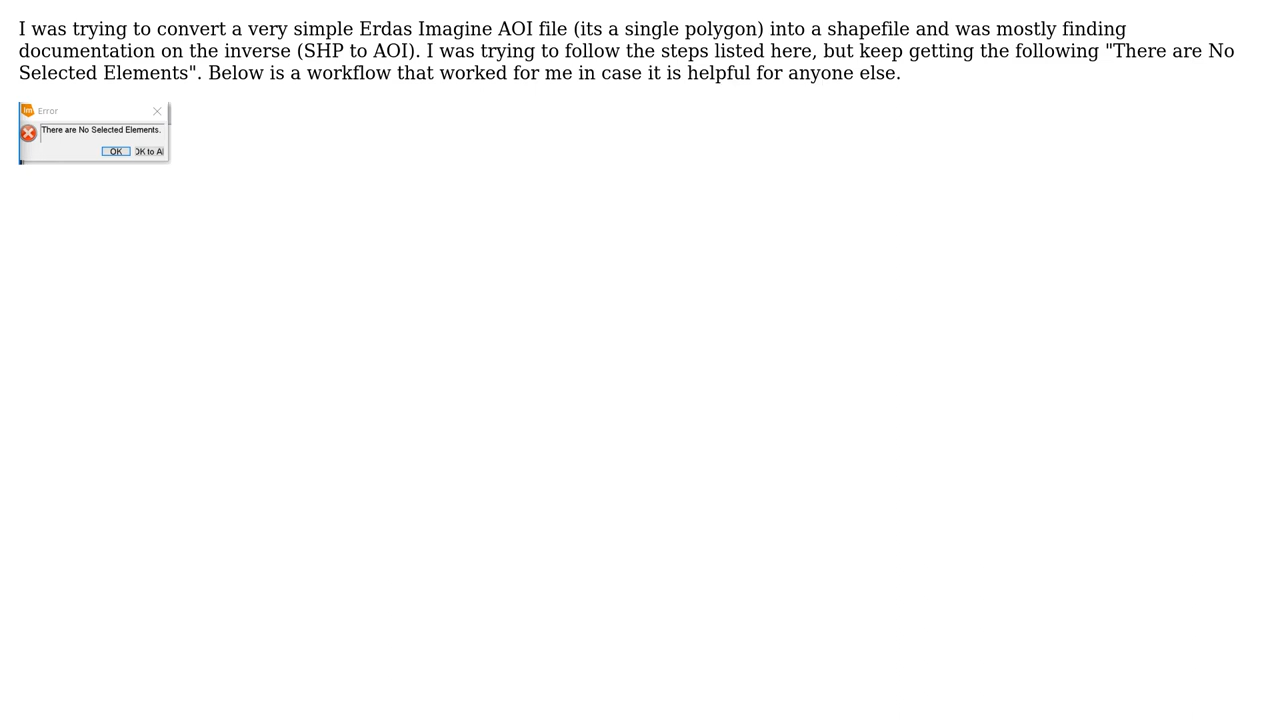 I was trying to convert a very simple Erdas Imagine AOI file (its a single polygon) into a shapefile and was mostly finding
documentation on the inverse (SHP to AOI). I was trying to follow the steps listed here, but keep getting the following "There are No
Selected Elements". Below is a workflow that worked for me in case it is helpful for anyone else.
Error
There are No Selected Elements.
OK
OK to A